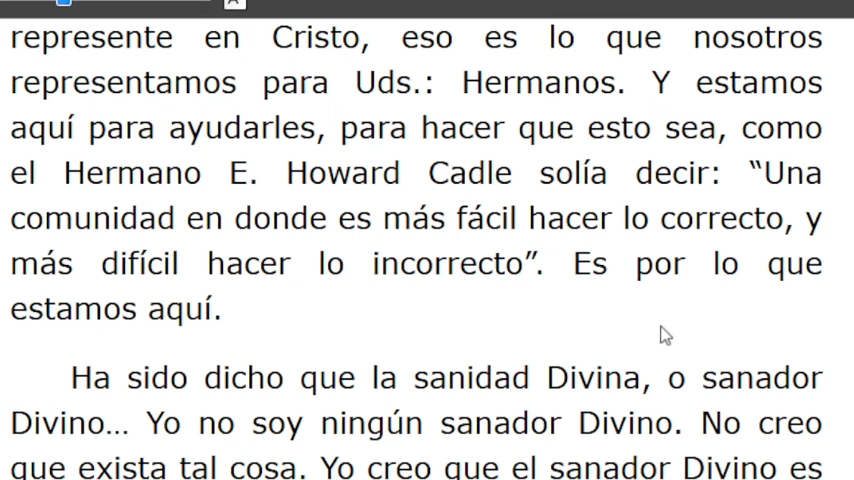 represente en Cristo, eso es lo que nosotros
representamos para Uds.: Hermanos. Y estamos
aquí para ayudarles, para hacer que esto sea, como
el Hermano E. Howard Cadle solía decir: “Una
comunidad en donde es más fácil hacer lo correcto, y
más difícil hacer lo incorrecto”. Es por lo que
estamos aquí.
Ha sido dicho que la sanidad Divina, o sanador
Divino... Yo no soy ningún sanador Divino. No creo
que exista tal cosa. Yo creo que el sanador Divino es